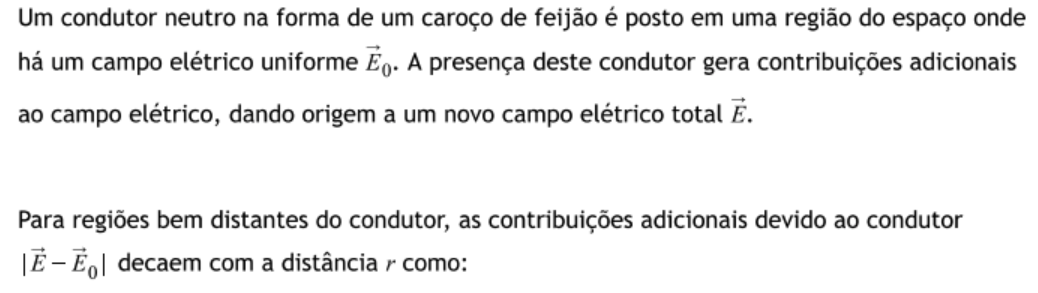 Um condutor neutro na forma de um caroço de feijão é posto em uma região do espaço onde
há um campo elétrico uniforme $\vec{E}_0$. A presença deste condutor gera contribuições adicionais
ao campo elétrico, dando origem a um novo campo elétrico total $\vec{E}$.
Para regiões bem distantes do condutor, as contribuições adicionais devido ao condutor
$|\vec{E} - \vec{E}_0|$ decaem com a distância $r$ como: